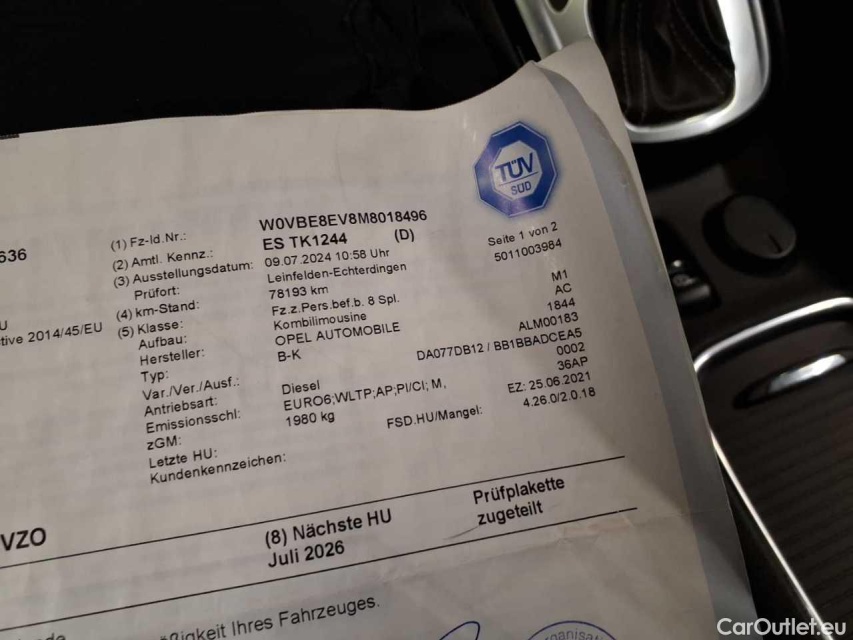 TÜV
SÜD
636
(1) Fz-Id.Nr.: W0VBE8EV8M8018496
(2) Amtl. Kennz.: ES TK1244 (D) Seite 1 von 2
(3) Ausstellungsdatum: 09.07.2024 10:58 Uhr 5011003984
Prüfort: Leinfelden-Echterdingen
(4) km-Stand: 78193 km M1
(5) Klasse: Fz.z.Pers.bef.b. 8 Spl. AC
Aufbau: Kombilimousine 1844
Hersteller: OPEL AUTOMOBILE ALM00183
Typ: B-K
Var./Ver./Ausf.: DA077DB12 / BB1BBADCEA5
Antriebsart: Diesel 0002
Emissionsschl: EURO6;WLTP;AP;PI/CI; M, 36AP
zGM: 1980 kg EZ: 25.06.2021
Letzte HU: FSD.HU/Mangel: 4.26.0/2.0.18
Kundenkennzeichen:
U
tive 2014/45/EU
VZO
(8) Nächste HU
Juli 2026
Prüfplakette
zugeteilt
igkeit Ihres Fahrzeuges.
CarOutlet.eu